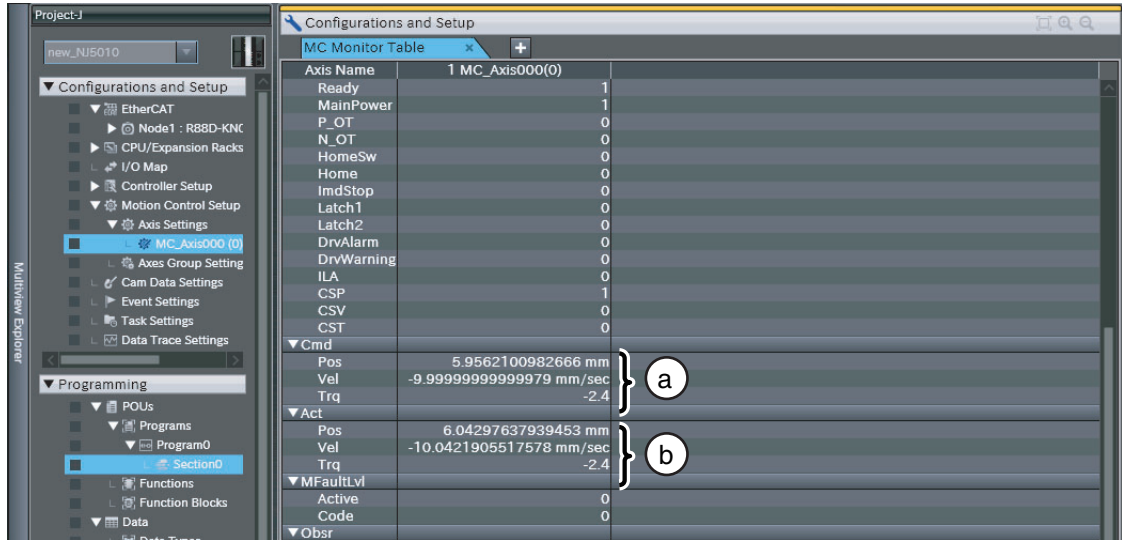 Project-J
new_NJ5010
Configurations and Setup
EtherCAT
Node1 : R88D-KNC
CPU/Expansion Racks
I/O Map
Controller Setup
Motion Control Setup
Axis Settings
MC_Axis000 (0)
Axes Group Setting
Cam Data Settings
Event Settings
Task Settings
Data Trace Settings
Programming
POUs
Programs
Program0
Section0
Functions
Function Blocks
Data
Multiview Explorer
Configurations and Setup
MC Monitor Table
Axis Name 1 MC_Axis000(0)
Ready 1
MainPower 1
P_OT 0
N_OT 0
HomeSw 0
Home 0
ImdStop 0
Latch1 0
Latch2 0
DrvAlarm 0
DrvWarning 0
ILA 0
CSP 1
CSV 0
CST 0
Cmd
Pos 5.9562100982666 mm
Vel -9.99999999999979 mm/sec
Trq -2.4
a
Act
Pos 6.04297637939453 mm
Vel -10.0421905517578 mm/sec
Trq -2.4
b
MFaultLvl
Active 0
Code 0
Obsr